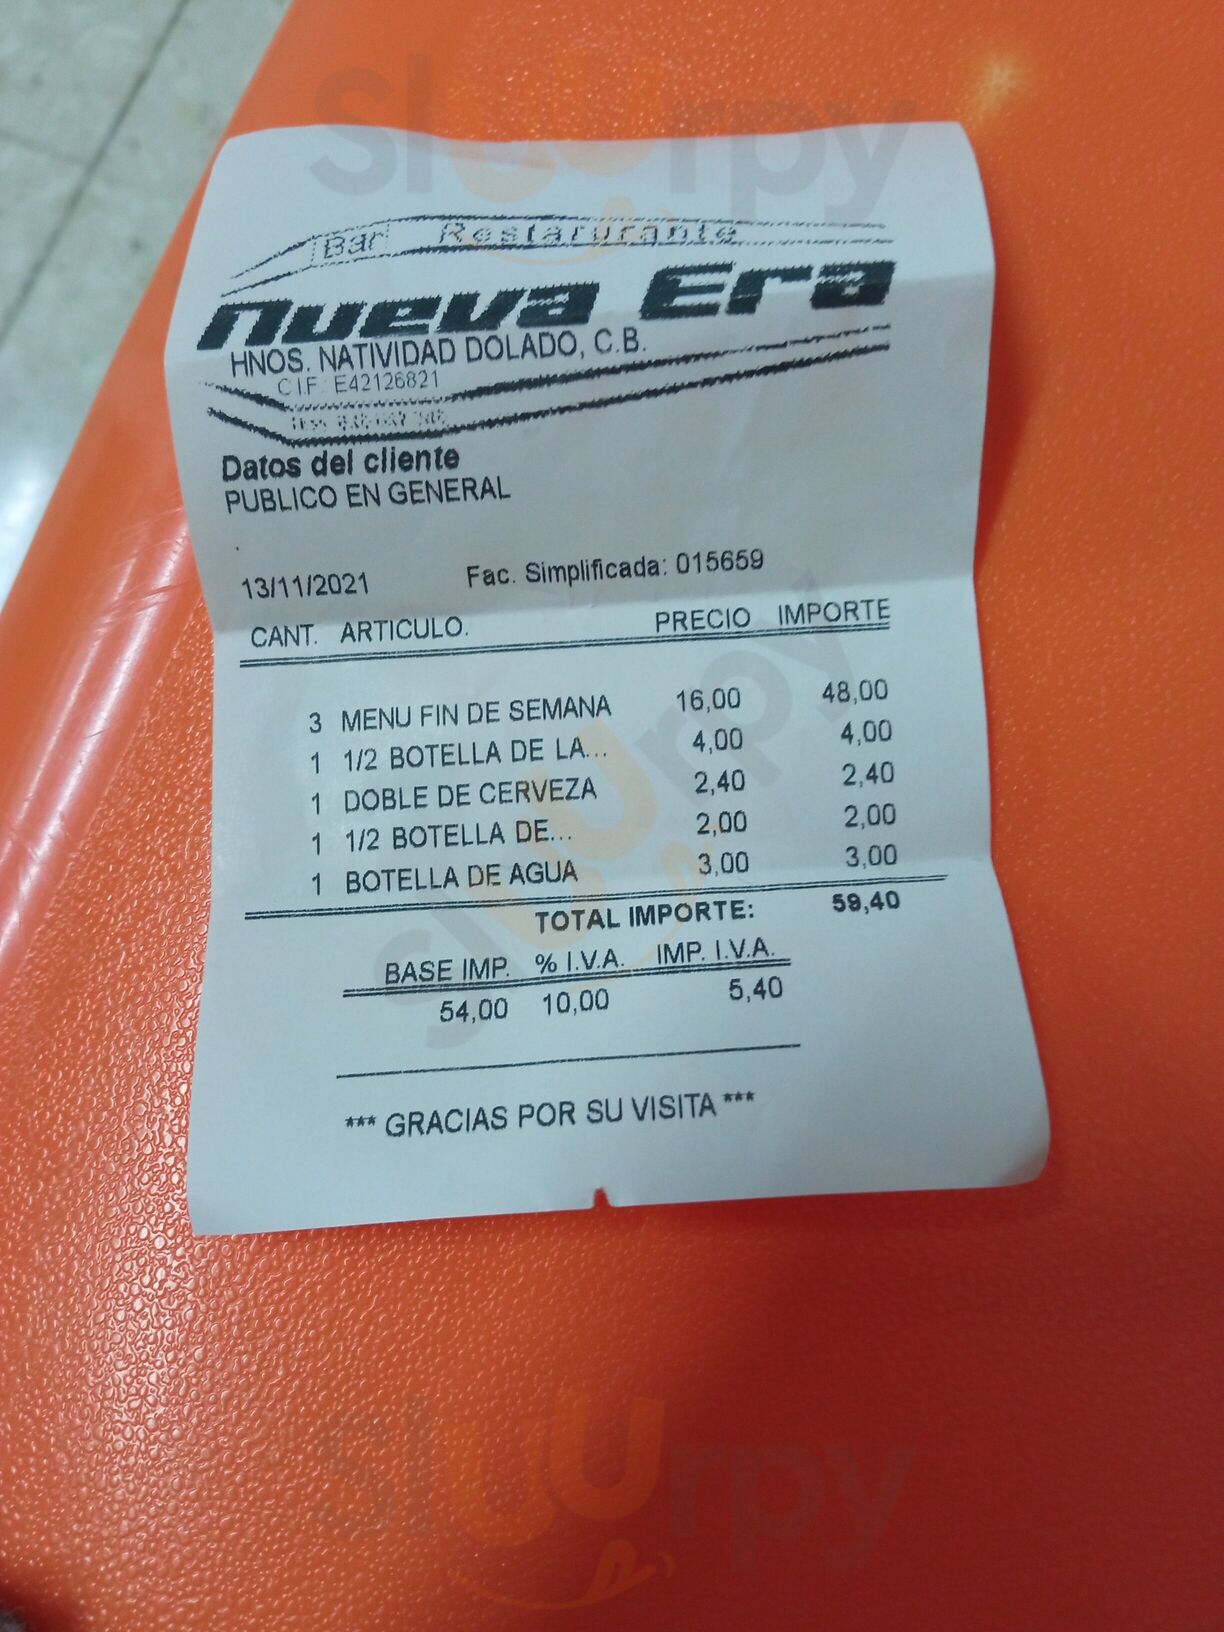 Sluurpy
Bar Restarurante
Nueva Era
HNOS. NATIVIDAD DOLADO, C.B.
CIF: E42126821
Datos del cliente
PUBLICO EN GENERAL
13/11/2021 Fac. Simplificada: 015659
CANT. ARTICULO. PRECIO IMPORTE
3 MENU FIN DE SEMANA 16,00 48,00
1 1/2 BOTELLA DE LA... 4,00 4,00
1 DOBLE DE CERVEZA 2,40 2,40
1 1/2 BOTELLA DE... 2,00 2,00
1 BOTELLA DE AGUA 3,00 3,00
TOTAL IMPORTE: 59,40
BASE IMP. % I.V.A. IMP. I.V.A.
54,00 10,00 5,40
*** GRACIAS POR SU VISITA ***
Sluurpy
Sluurpy